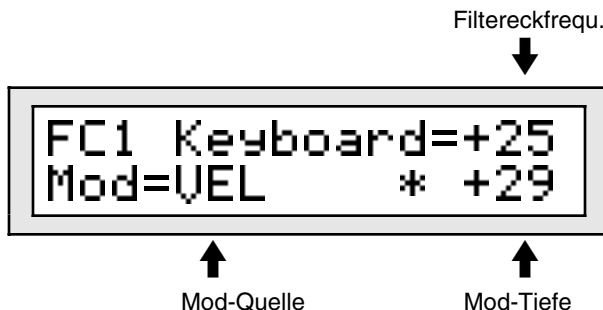 Filtereckfrequ.
FC1 Keyboard=+25
Mod=VEL * +29
Mod-Quelle Mod-Tiefe